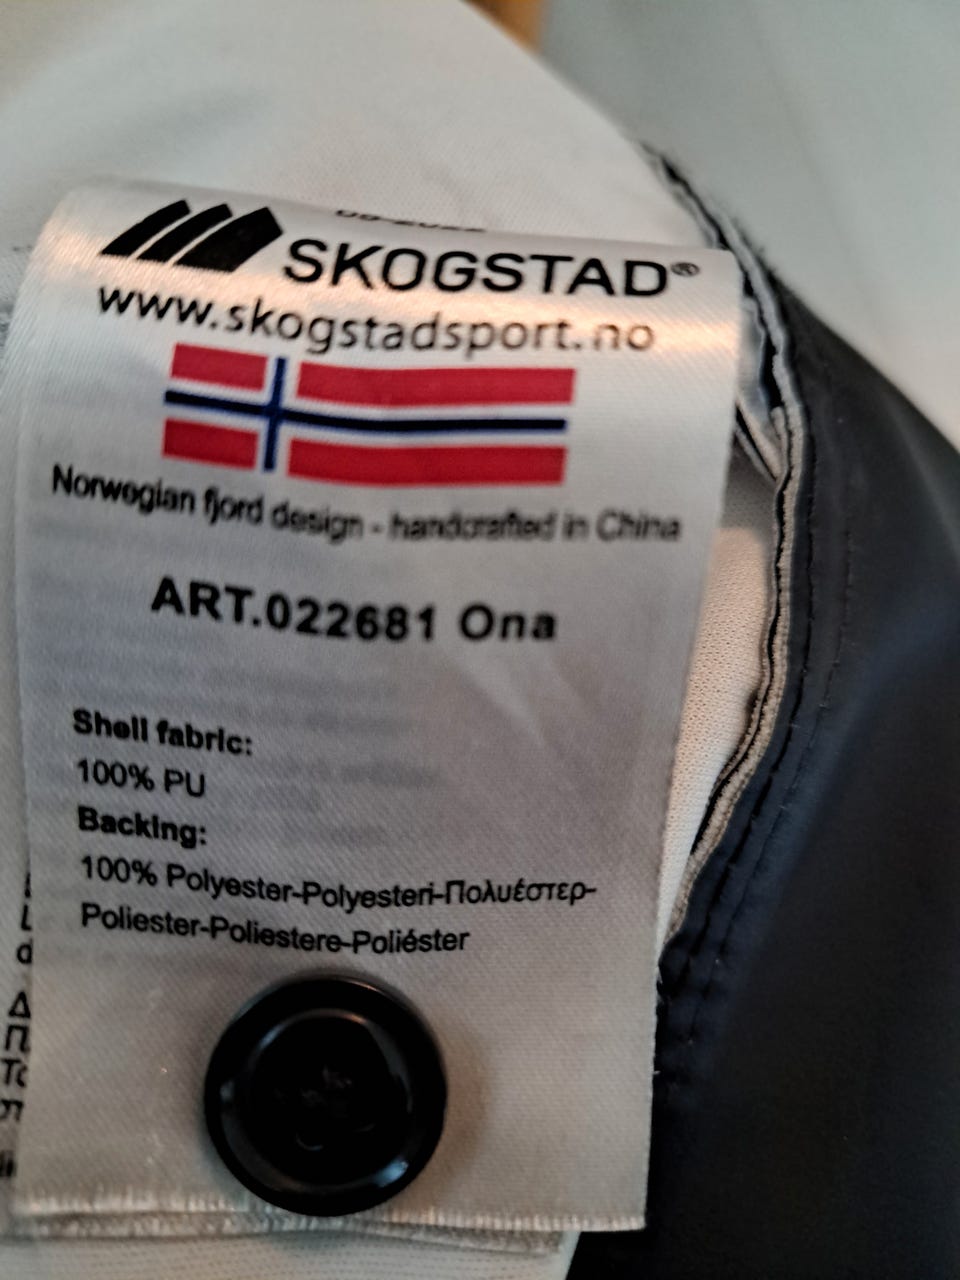 SKOGSTAD®
www.skogstadsport.no
Norwegian fjord design - handcrafted in China
ART.022681 Ona
Shell fabric:
100% PU
Backing:
100% Polyester-Polyesteri-Πολυέστερ-
Poliester-Poliestere-Poliéster